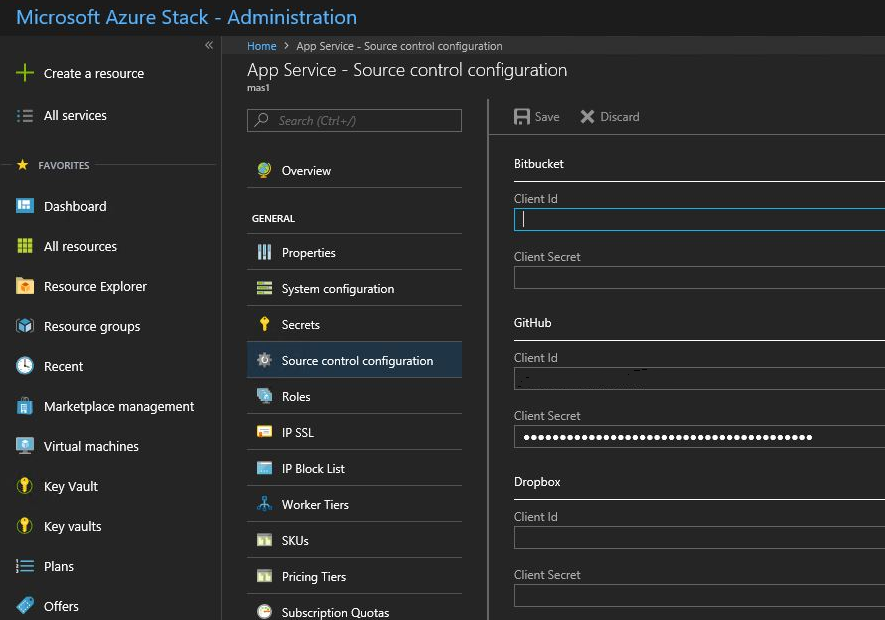 Microsoft Azure Stack - Administration
«
Create a resource
All services
FAVORITES
Dashboard
All resources
Resource Explorer
Resource groups
Recent
Marketplace management
Virtual machines
Key Vault
Key vaults
Plans
Offers
Home > App Service - Source control configuration
App Service - Source control configuration
mas1
Search (Ctrl+/)
Overview
GENERAL
Properties
System configuration
Secrets
Source control configuration
Roles
IP SSL
IP Block List
Worker Tiers
SKUs
Pricing Tiers
Subscription Quotas
Save Discard
Bitbucket
Client Id
Client Secret
GitHub
Client Id
Client Secret
••••••••••••••••••••••••••••••••••••••••
Dropbox
Client Id
Client Secret